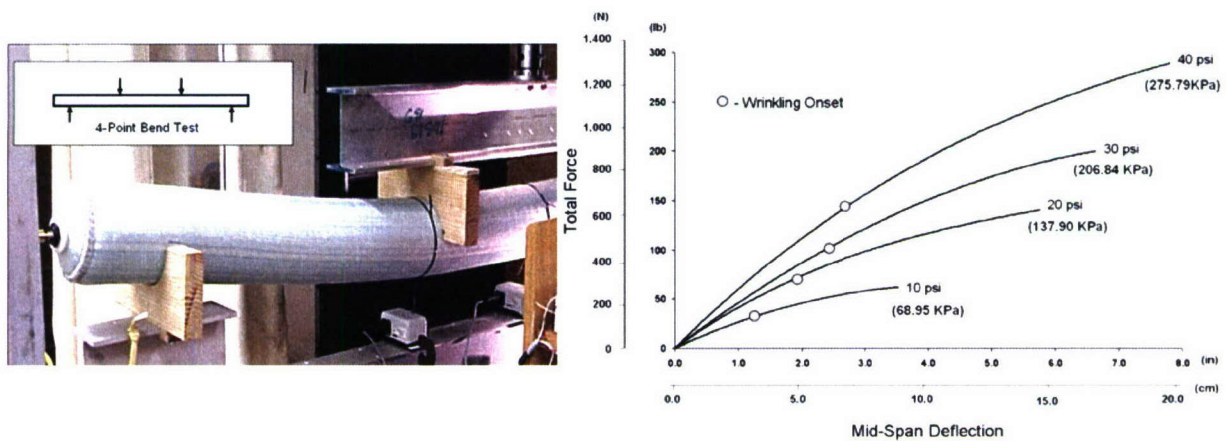 4-Point Bend Test
Total Force
(N)
1,400
1,200
1,000
800
600
400
200
0
(lb)
300
250
200
150
100
50
0
- Wrinkling Onset
40 psi
(275.79KPa)
30 psi
(206.84 KPa)
20 psi
(137.90 KPa)
10 psi
(68.95 KPa)
0.0 1.0 2.0 3.0 4.0 5.0 6.0 7.0 8.0 (in)
0.0 5.0 10.0 15.0 20.0 (cm)
Mid-Span Deflection